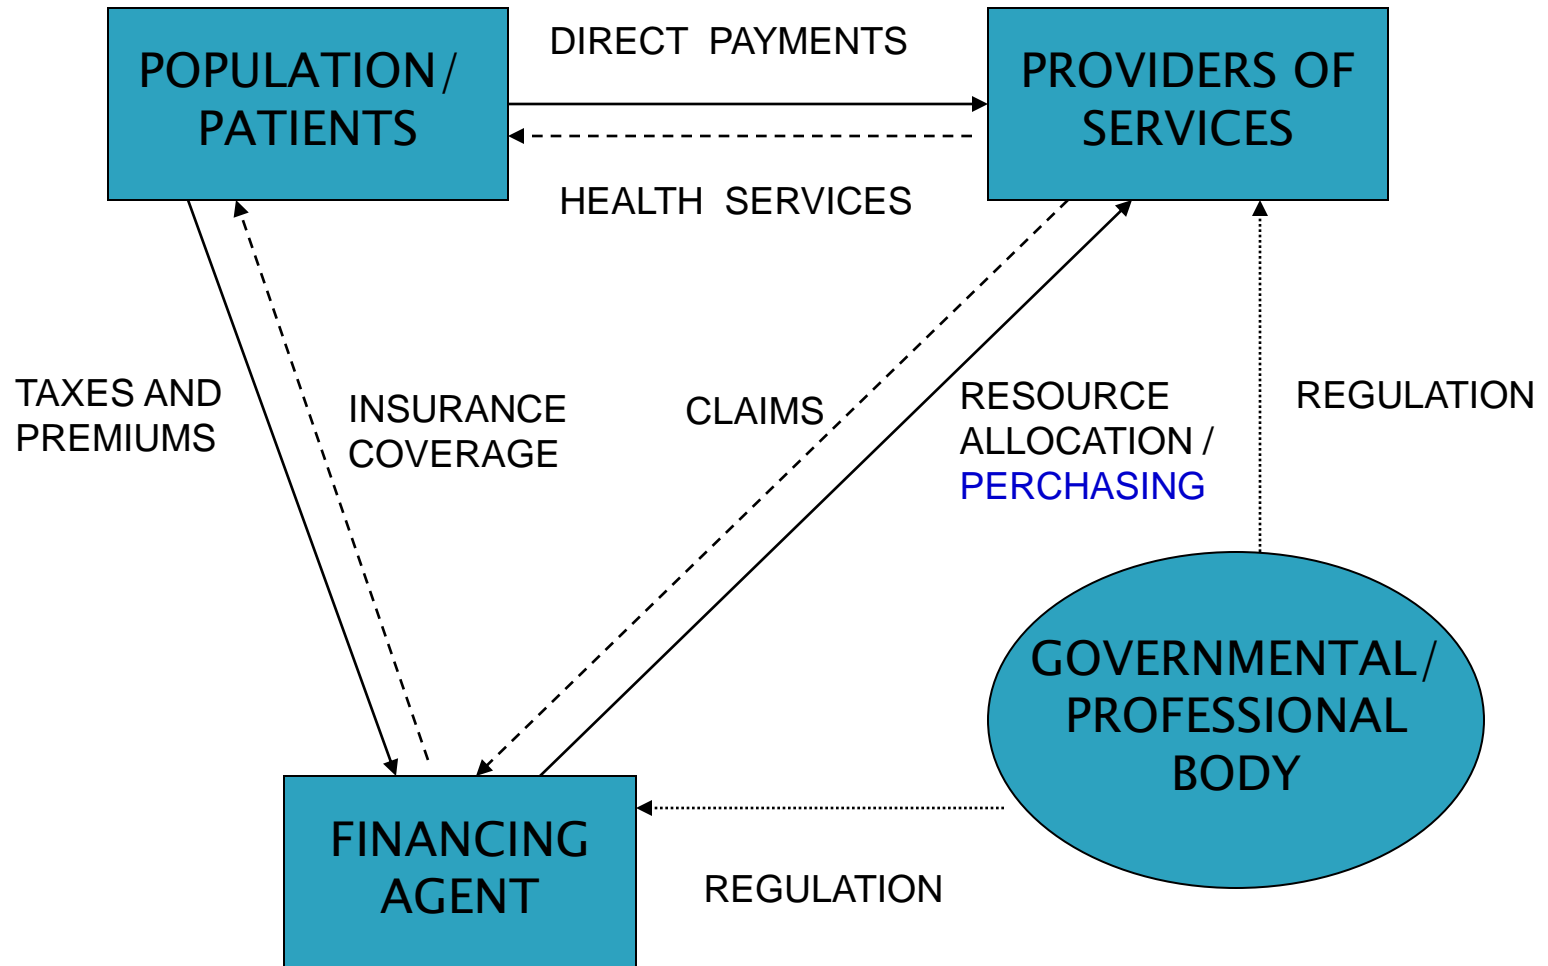 POPULATION/
PATIENTS
DIRECT PAYMENTS
PROVIDERS OF
SERVICES
HEALTH SERVICES
TAXES AND
PREMIUMS
INSURANCE
COVERAGE
CLAIMS
RESOURCE
ALLOCATION /
PERCHASING
REGULATION
GOVERNMENTAL/
PROFESSIONAL
BODY
FINANCING
AGENT
REGULATION